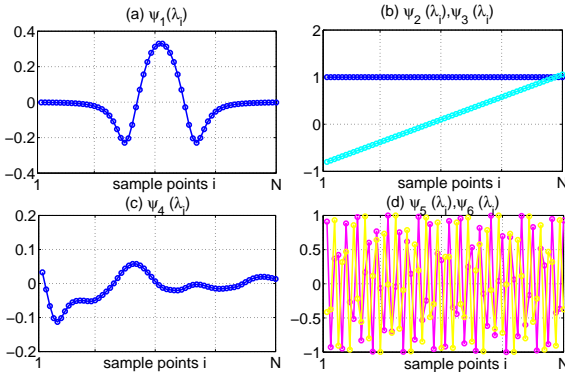 (a) ψ₁(λᵢ)
0.4
0.2
0
−0.2
−0.4
1
sample points i
N
(b) ψ₂ (λᵢ),ψ₃ (λᵢ)
2
1
0
−1
1
sample points i
N
(c) ψ₄ (λᵢ)
0.2
0.1
0
−0.1
−0.2
1
sample points i
N
(d) ψ₅ (λᵢ),ψ₆ (λᵢ)
1
0.5
0
−0.5
−1
1
sample points i
N